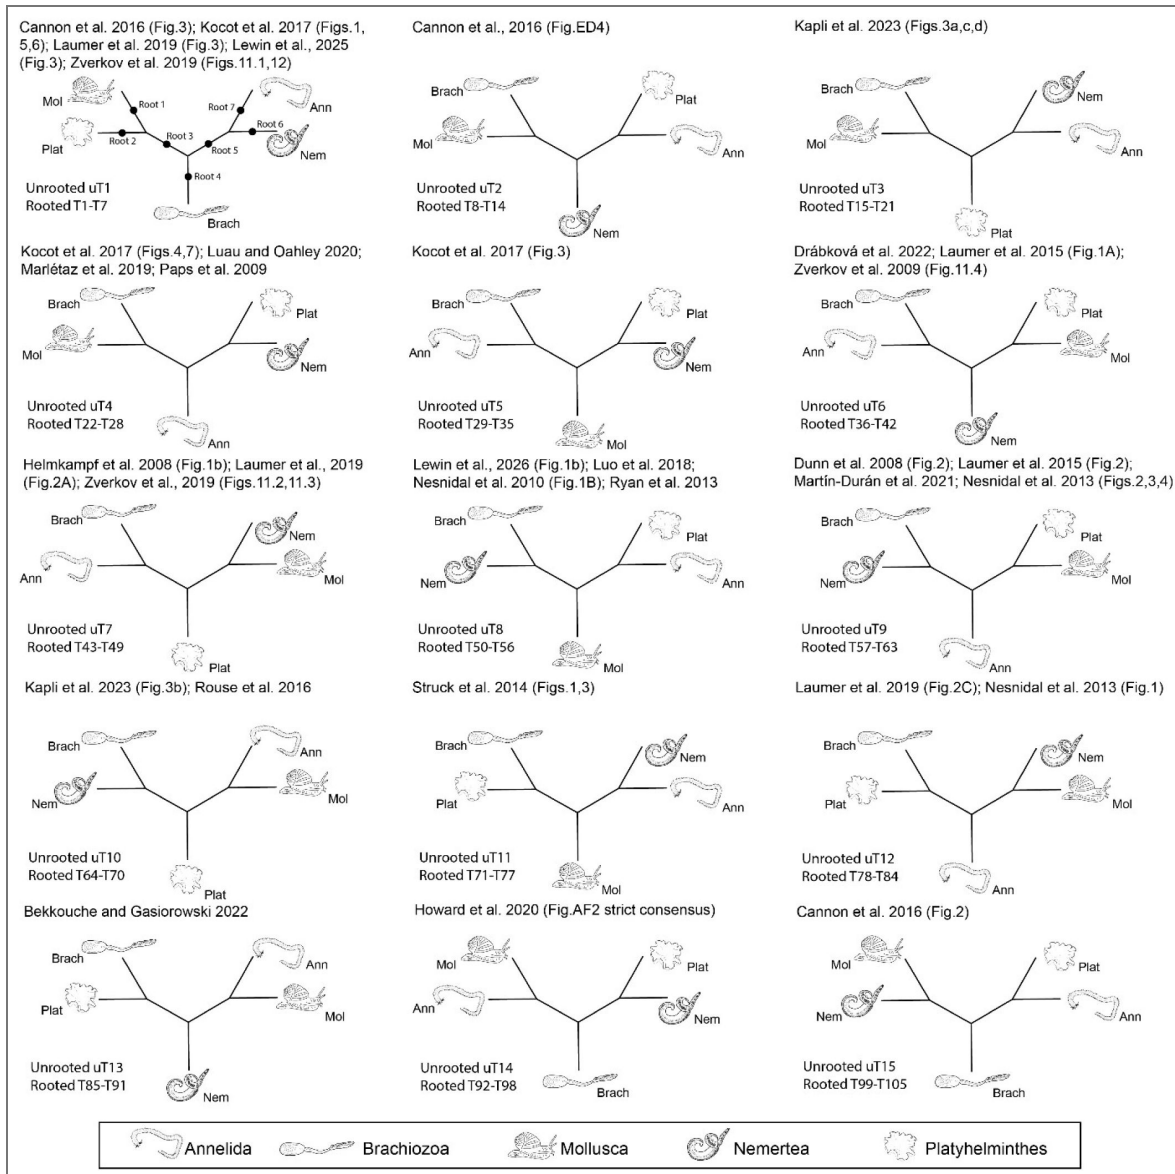 Cannon et al. 2016 (Fig.3); Kocot et al. 2017 (Figs.1,
5,6); Laumer et al. 2019 (Fig.3); Lewin et al., 2025
(Fig.3); Zverkov et al. 2019 (Figs.11.1,12)
Mol
Root 1
Root 7
Ann
Plat
Root 2
Root 3
Root 5
Root 6
Nem
Root 4
Unrooted uT1
Rooted T1-T7
Brach
Cannon et al., 2016 (Fig.ED4)
Brach
Plat
Mol
Ann
Unrooted uT2
Rooted T8-T14
Nem
Kapli et al. 2023 (Figs.3a,c,d)
Brach
Nem
Mol
Ann
Unrooted uT3
Rooted T15-T21
Plat
Kocot et al. 2017 (Figs.4,7); Luau and Oahley 2020;
Marlétaz et al. 2019; Paps et al. 2009
Brach
Plat
Mol
Nem
Unrooted uT4
Rooted T22-T28
Ann
Kocot et al. 2017 (Fig.3)
Brach
Plat
Ann
Nem
Unrooted uT5
Rooted T29-T35
Mol
Drábková et al. 2022; Laumer et al. 2015 (Fig.1A);
Zverkov et al. 2009 (Fig.11.4)
Brach
Plat
Ann
Mol
Unrooted uT6
Rooted T36-T42
Nem
Helmkampf et al. 2008 (Fig.1b); Laumer et al., 2019
(Fig.2A); Zverkov et al., 2019 (Figs.11.2,11.3)
Brach
Nem
Ann
Mol
Unrooted uT7
Rooted T43-T49
Plat
Lewin et al., 2026 (Fig.1b); Luo et al. 2018;
Nesnidal et al. 2010 (Fig.1B); Ryan et al. 2013
Brach
Plat
Nem
Ann
Unrooted uT8
Rooted T50-T56
Mol
Dunn et al. 2008 (Fig.2); Laumer et al. 2015 (Fig.2);
Martín-Durán et al. 2021; Nesnidal et al. 2013 (Figs.2,3,4)
Brach
Plat
Nem
Mol
Unrooted uT9
Rooted T57-T63
Ann
Kapli et al. 2023 (Fig.3b); Rouse et al. 2016
Brach
Ann
Nem
Mol
Unrooted uT10
Rooted T64-T70
Plat
Struck et al. 2014 (Figs.1,3)
Brach
Nem
Plat
Ann
Unrooted uT11
Rooted T71-T77
Mol
Laumer et al. 2019 (Fig.2C); Nesnidal et al. 2013 (Fig.1)
Brach
Nem
Plat
Mol
Unrooted uT12
Rooted T78-T84
Ann
Bekkouche and Gasiorowski 2022
Brach
Ann
Plat
Mol
Unrooted uT13
Rooted T85-T91
Nem
Howard et al. 2020 (Fig.AF2 strict consensus)
Mol
Plat
Ann
Nem
Unrooted uT14
Rooted T92-T98
Brach
Cannon et al. 2016 (Fig.2)
Mol
Plat
Nem
Ann
Unrooted uT15
Rooted T99-T105
Brach
Annelida
Brachiozoa
Mollusca
Nemertea
Platyhelminthes